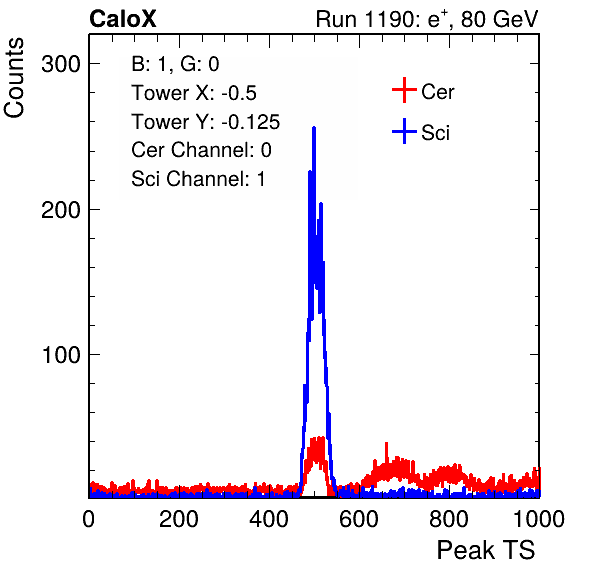 CaloX
Run 1190: e+, 80 GeV
Counts
300
200
100
B: 1, G: 0
Tower X: -0.5
Tower Y: -0.125
Cer Channel: 0
Sci Channel: 1
Cer
Sci
0 200 400 600 800 1000
Peak TS